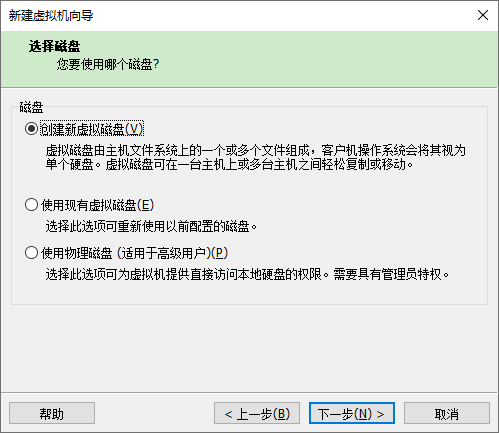 新建虚拟机向导
选择磁盘
您要使用哪个磁盘?
磁盘
创建新虚拟磁盘(V)
虚拟磁盘由主机文件系统上的一个或多个文件组成，客户机操作系统会将其视为
单个硬盘。虚拟磁盘可在一台主机上或多台主机之间轻松复制或移动。
使用现有虚拟磁盘(E)
选择此选项可重新使用以前配置的磁盘。
使用物理磁盘 (适用于高级用户)(P)
选择此选项可为虚拟机提供直接访问本地硬盘的权限。需要具有管理员特权。
帮助
< 上一步(B)
下一步(N) >
取消